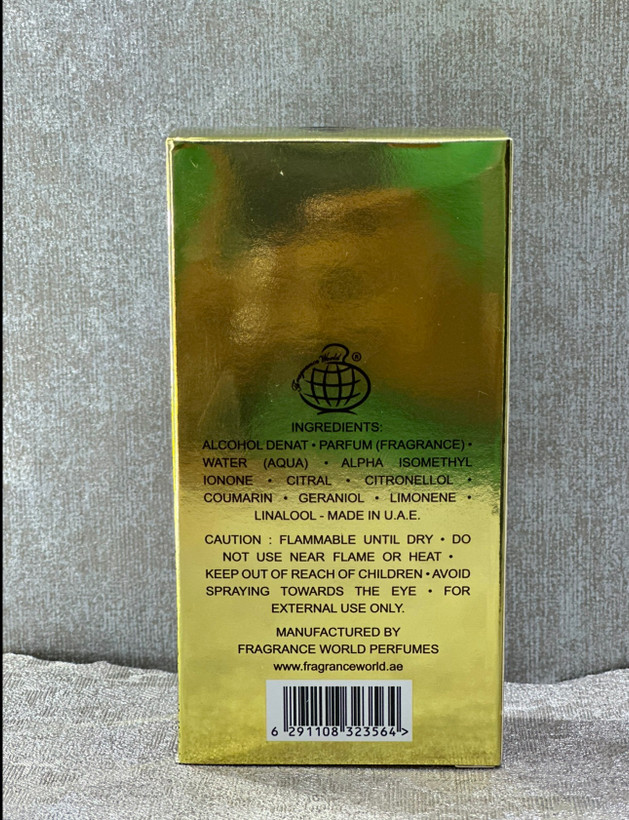 World ®
INGREDIENTS:
ALCOHOL DENAT • PARFUM (FRAGRANCE) •
WATER (AQUA) • ALPHA ISOMETHYL
IONONE • CITRAL • CITRONELLOL •
COUMARIN • GERANIOL • LIMONENE •
LINALOOL - MADE IN U.A.E.
CAUTION : FLAMMABLE UNTIL DRY • DO
NOT USE NEAR FLAME OR HEAT •
KEEP OUT OF REACH OF CHILDREN • AVOID
SPRAYING TOWARDS THE EYE • FOR
EXTERNAL USE ONLY.
MANUFACTURED BY
FRAGRANCE WORLD PERFUMES
www.fragranceworld.ae
6 291108 323564 >